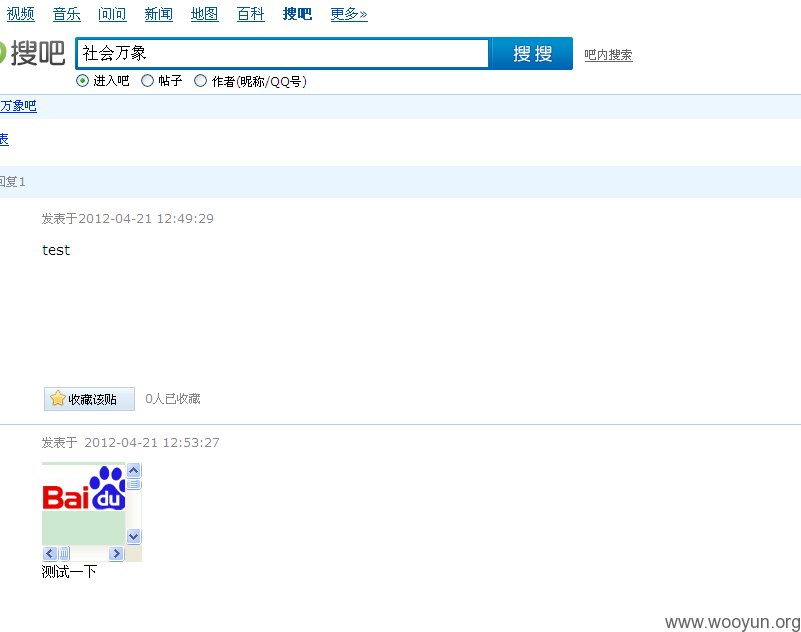 视频 音乐 问问 新闻 地图 百科 搜吧 更多»
搜吧 社会万象 搜搜 吧内搜索
进入吧 帖子 作者(昵称/QQ号)
万象吧
表
回复1
发表于2012-04-21 12:49:29
test
收藏该贴 0人已收藏
发表于 2012-04-21 12:53:27
Bai du
测试一下
www.wooyun.org